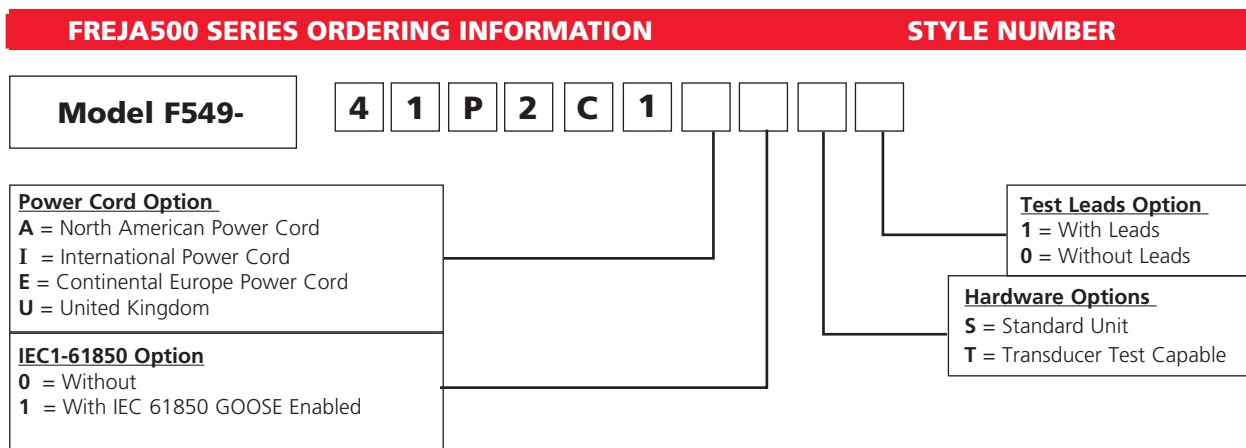 FREJA500 SERIES ORDERING INFORMATION STYLE NUMBER
Model F549- 4 1 P 2 C 1
Power Cord Option
A = North American Power Cord
I = International Power Cord
E = Continental Europe Power Cord
U = United Kingdom
IEC1-61850 Option
0 = Without
1 = With IEC 61850 GOOSE Enabled
Test Leads Option
1 = With Leads
0 = Without Leads
Hardware Options
S = Standard Unit
T = Transducer Test Capable